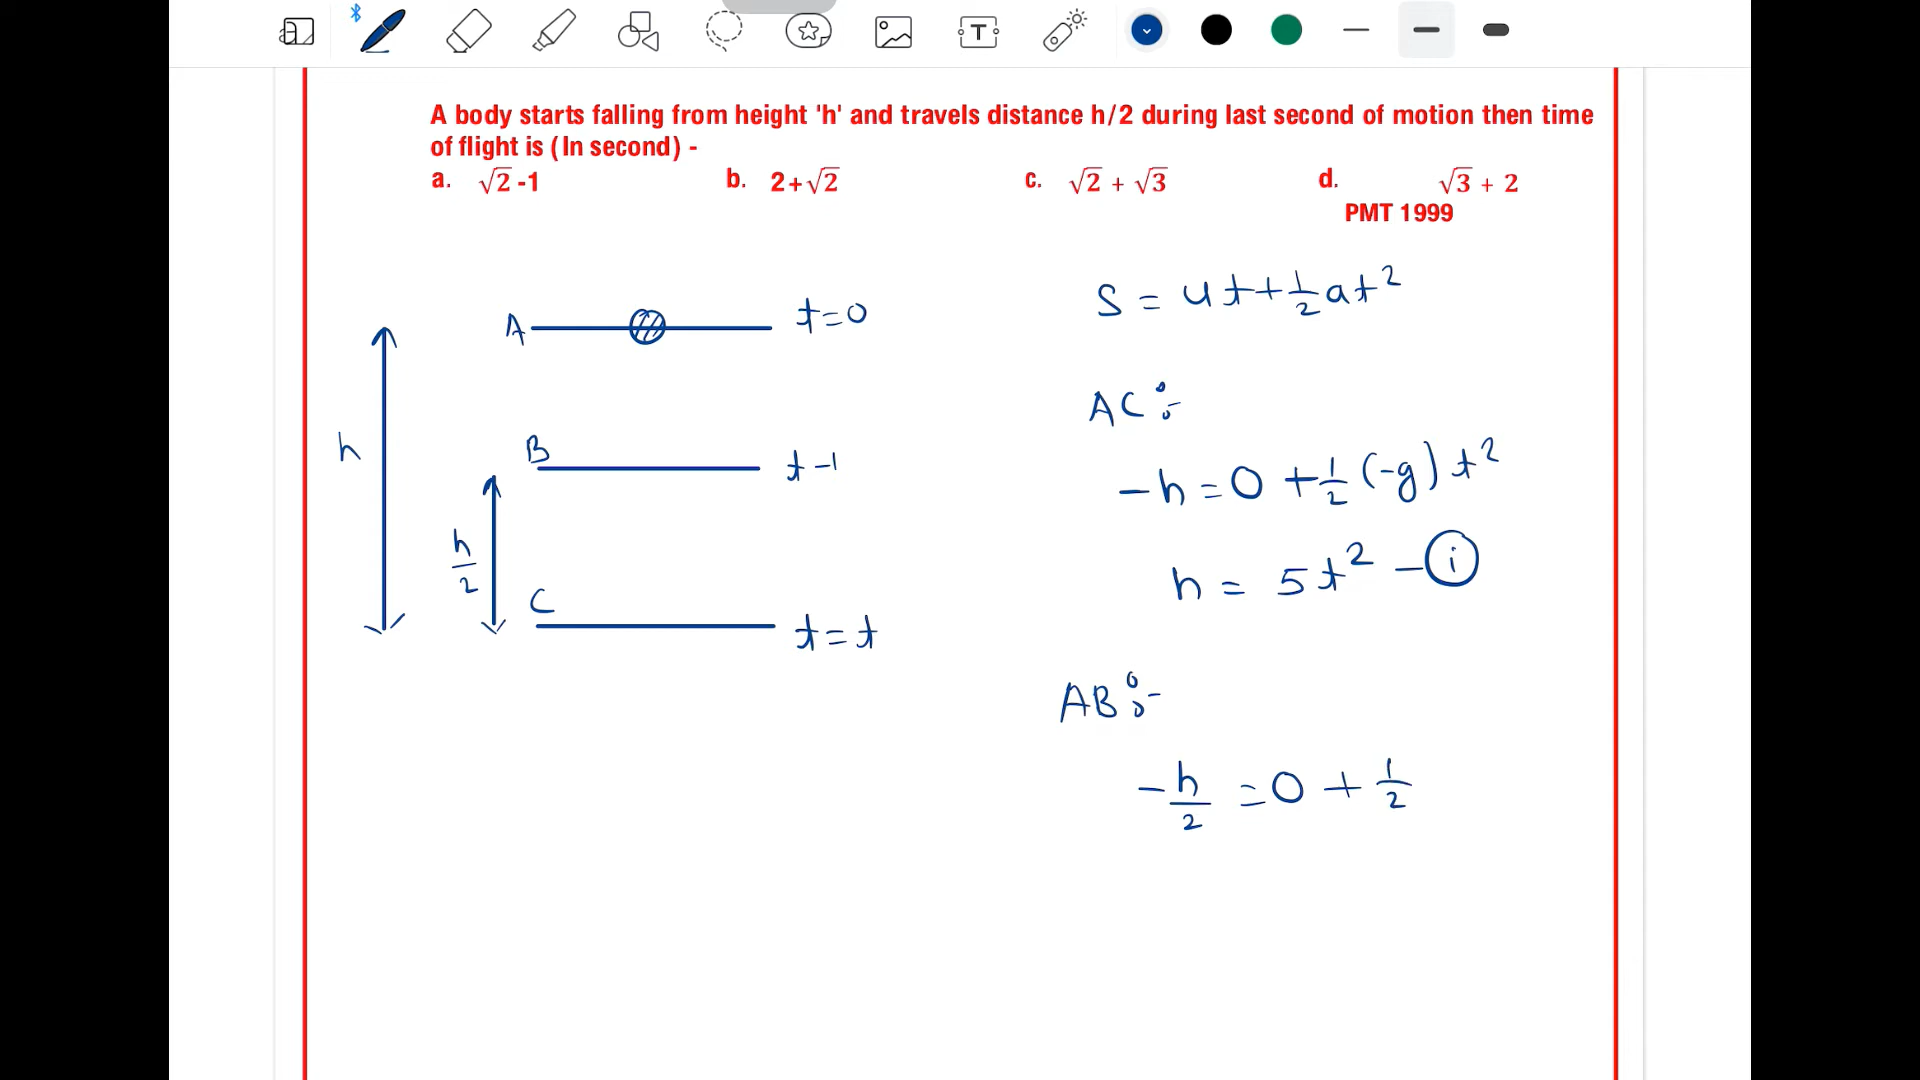 A body starts falling from height 'h' and travels distance h/2 during last second of motion then time
of flight is (In second) -
a. √2 -1 b. 2+√2 c. √2 + √3 d. √3 + 2
PMT 1999
A t=0
h
B t-1
h/2
C t=t
S = ut+1/2at²
AC:-
-h = 0 + 1/2 (-g) t²
h = 5t² - i
AB:-
-h/2 = 0 + 1/2